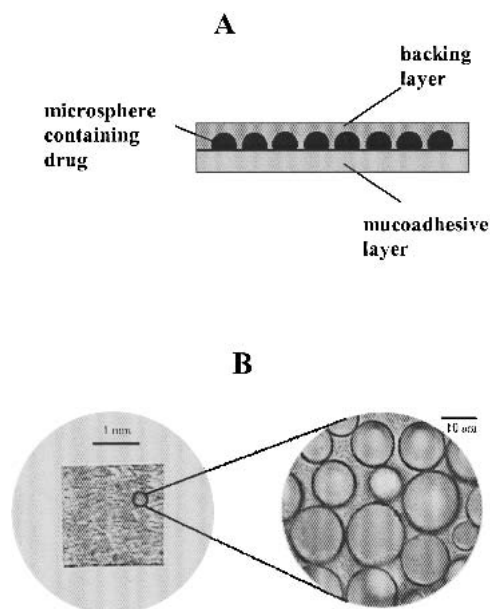 A
backing
layer
microsphere
containing
drug
mucoadhesive
layer
B
1 mm